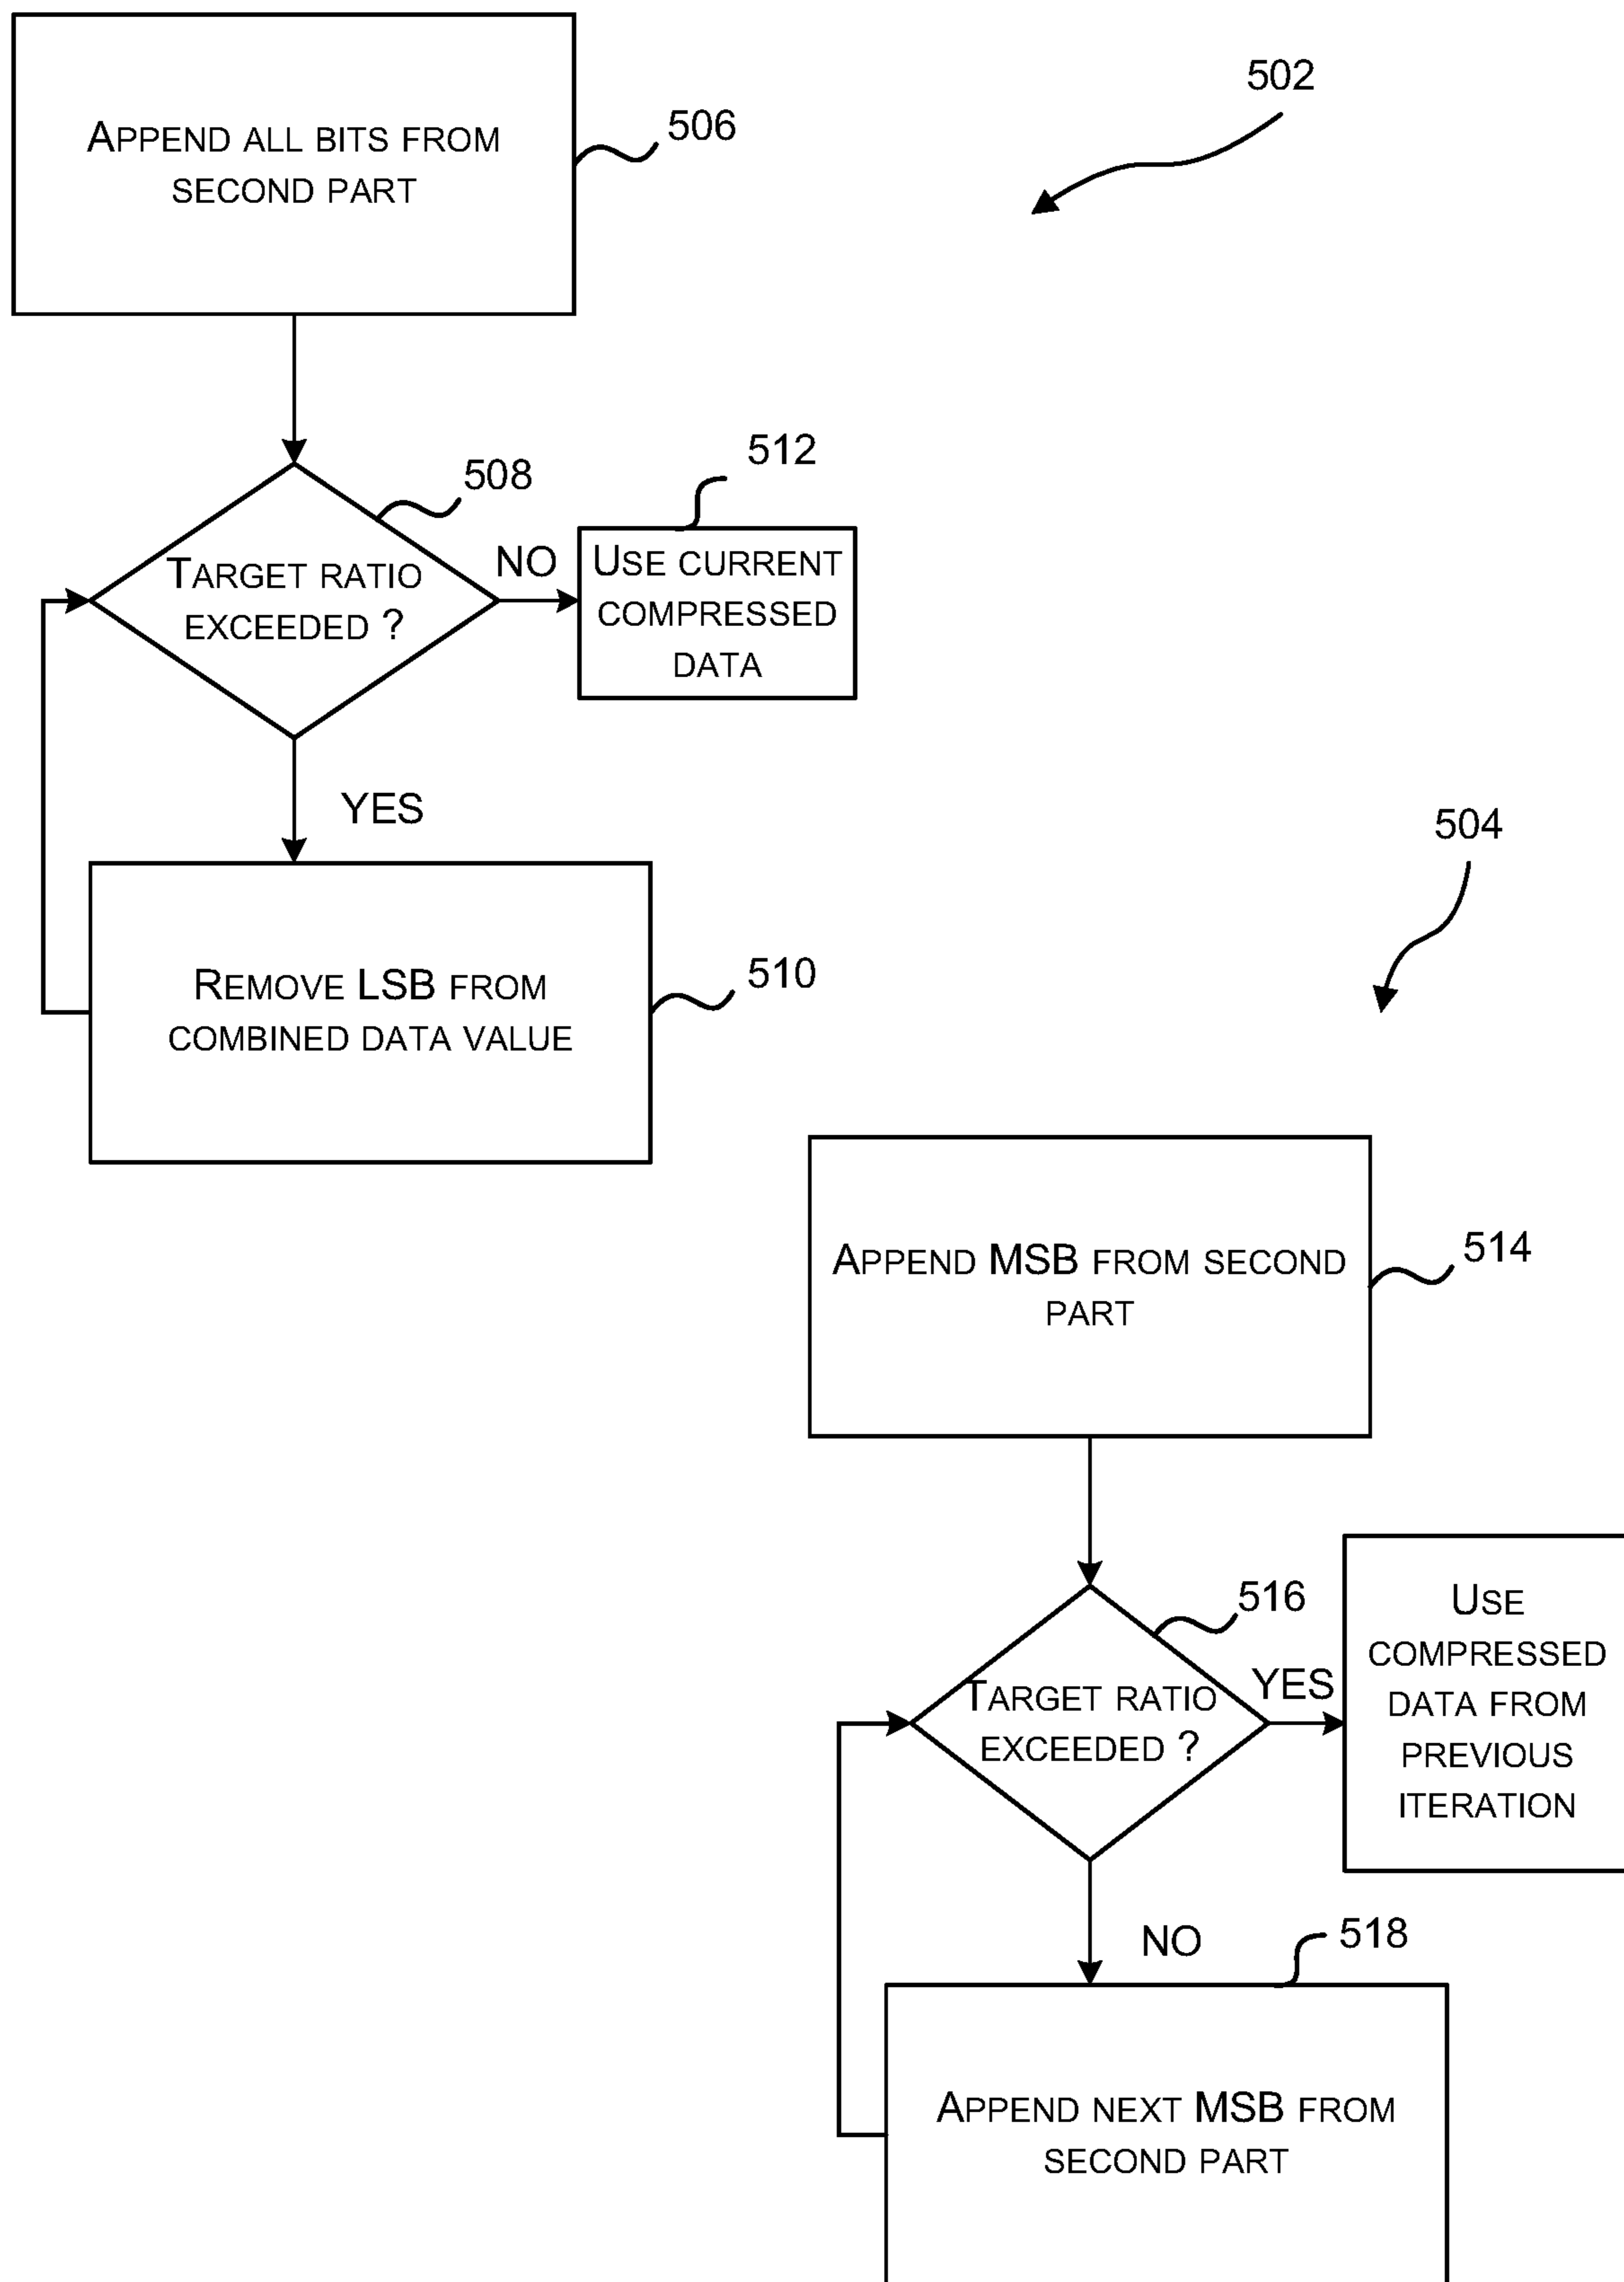 502
506
APPEND ALL BITS FROM
SECOND PART
512
508
NO
USE CURRENT
COMPRESSED
DATA
TARGET RATIO
EXCEEDED ?
YES
504
510
REMOVE LSB FROM
COMBINED DATA VALUE
514
APPEND MSB FROM SECOND
PART
516
YES
USE
COMPRESSED
DATA FROM
PREVIOUS
ITERATION
TARGET RATIO
EXCEEDED ?
NO
518
APPEND NEXT MSB FROM
SECOND PART